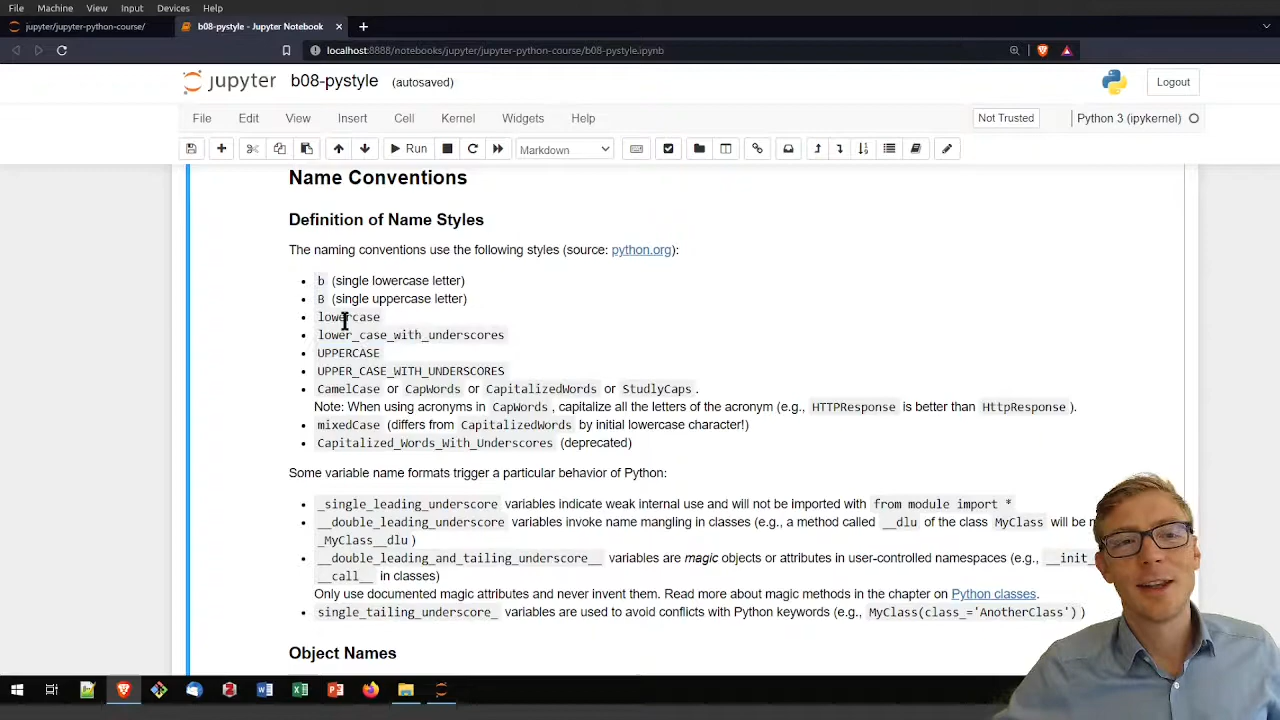 File Machine View Input Devices Help
jupyter/jupyter-python-course/ b08-pystyle - Jupyter Notebook
localhost:8888/notebooks/jupyter/jupyter-python-course/b08-pystyle.ipynb
jupyter b08-pystyle (autosaved) Logout
File Edit View Insert Cell Kernel Widgets Help Not Trusted Python 3 (ipykernel)
Run Markdown
Name Conventions
Definition of Name Styles
The naming conventions use the following styles (source: python.org):
b (single lowercase letter)
B (single uppercase letter)
lowercase
lower_case_with_underscores
UPPERCASE
UPPER_CASE_WITH_UNDERSCORES
CamelCase or CapWords or CapitalizedWords or StudlyCaps.
Note: When using acronyms in CapWords, capitalize all the letters of the acronym (e.g., HTTPResponse is better than HttpResponse).
mixedCase (differs from CapitalizedWords by initial lowercase character!)
Capitalized_Words_With_Underscores (deprecated)
Some variable name formats trigger a particular behavior of Python:
_single_leading_underscore variables indicate weak internal use and will not be imported with from module import *
__double_leading_underscore variables invoke name mangling in classes (e.g., a method called __dlu of the class MyClass will be
_MyClass__dlu)
__double_leading_and_tailing_underscore__ variables are magic objects or attributes in user-controlled namespaces (e.g., __init_
__call__ in classes)
Only use documented magic attributes and never invent them. Read more about magic methods in the chapter on Python classes.
single_tailing_underscore_ variables are used to avoid conflicts with Python keywords (e.g., MyClass(class_='AnotherClass'))
Object Names